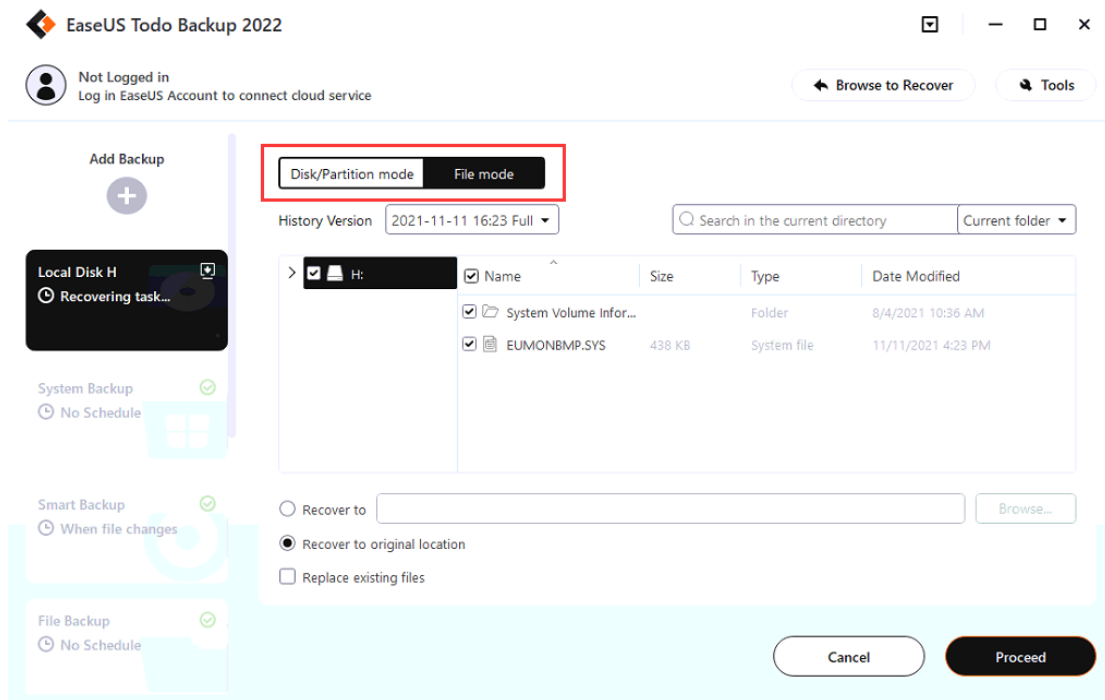 EaseUS Todo Backup 2022
Not Logged in
Log in EaseUS Account to connect cloud service
Browse to Recover
Tools
Add Backup
Local Disk H
Recovering task...
System Backup
No Schedule
Smart Backup
When file changes
File Backup
No Schedule
Disk/Partition mode
File mode
History Version
2021-11-11 16:23 Full
Search in the current directory
Current folder
H:
Name Size Type Date Modified
System Volume Infor... Folder 8/4/2021 10:36 AM
EUMONBMP.SYS 438 KB System file 11/11/2021 4:23 PM
Recover to
Browse...
Recover to original location
Replace existing files
Cancel
Proceed